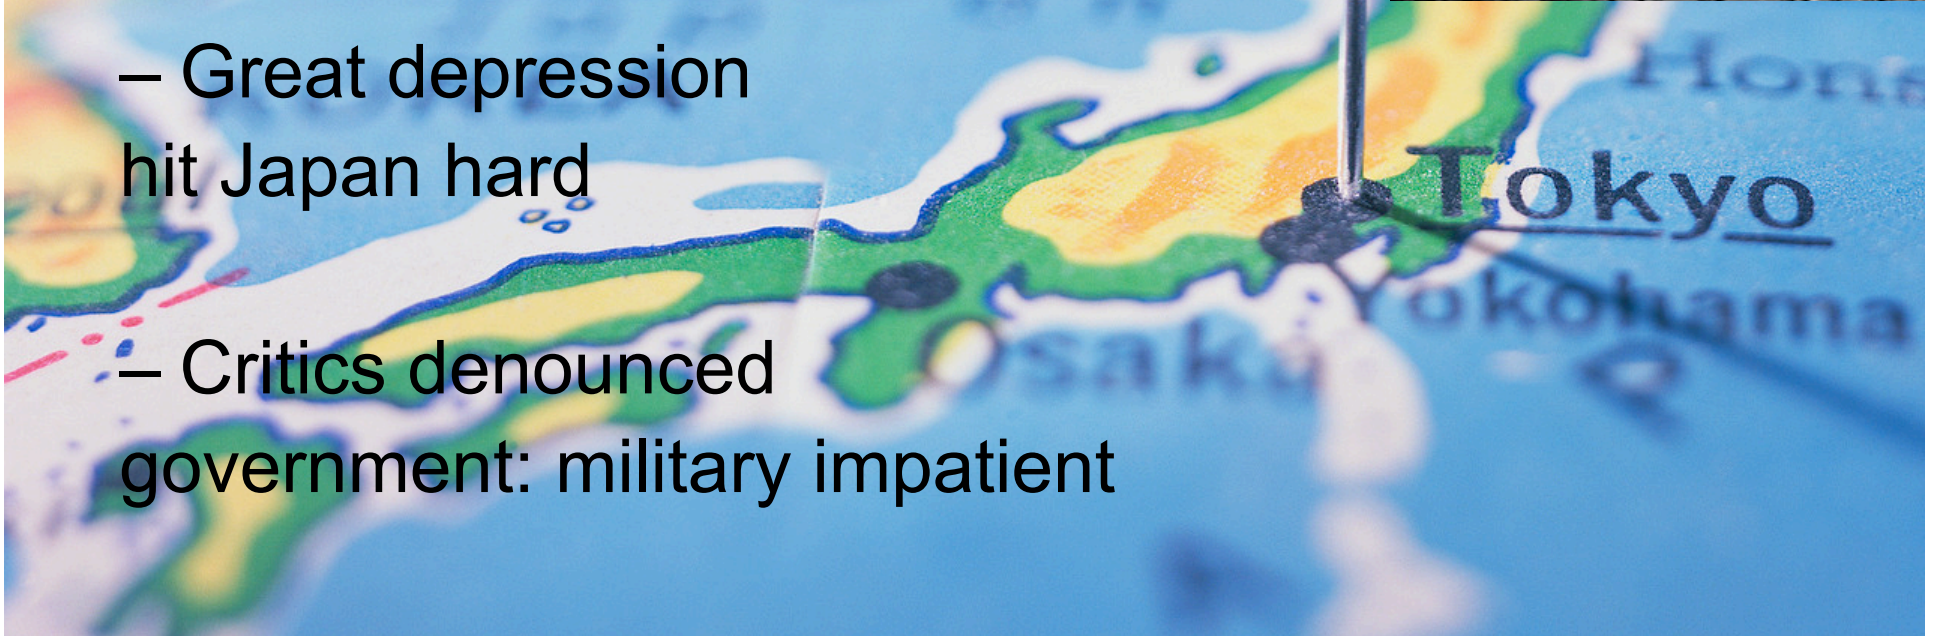 – Great depression
hit Japan hard
– Critics denounced
government: military impatient
Tokyo
Yokohama
Osaka